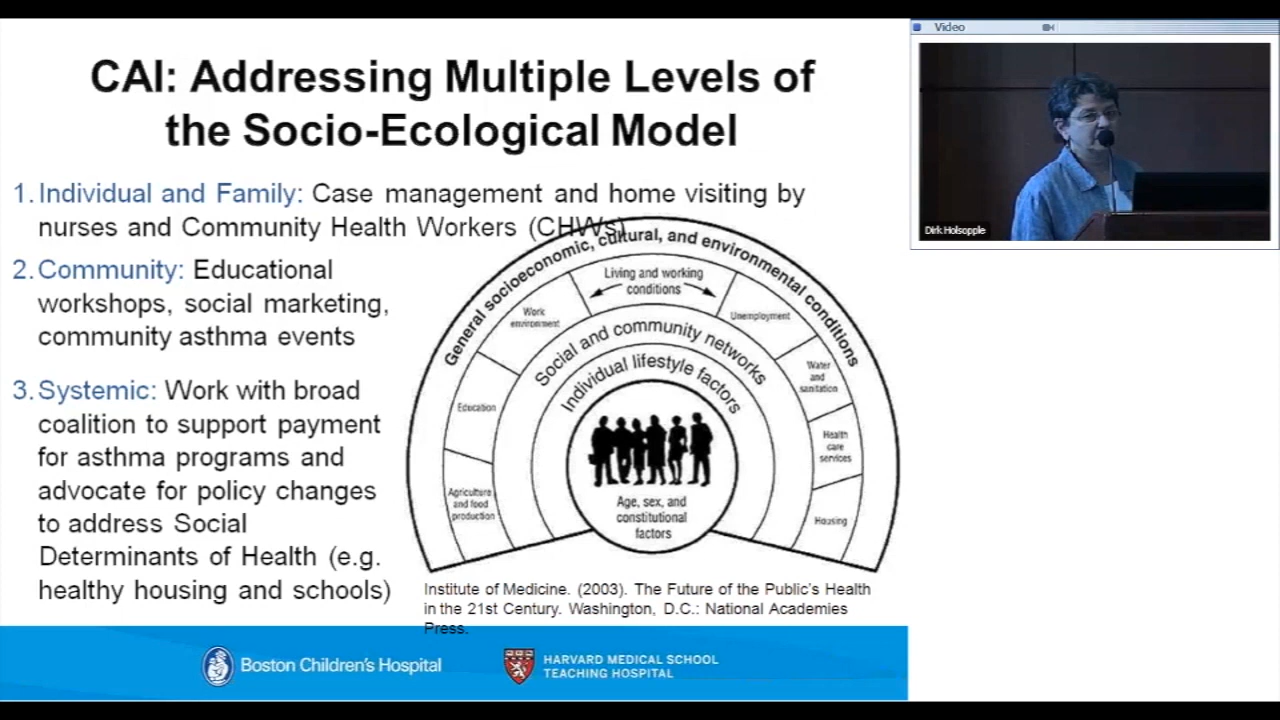 CAI: Addressing Multiple Levels of
the Socio-Ecological Model
1. Individual and Family: Case management and home visiting by
nurses and Community Health Workers (CHWs)
2. Community: Educational
workshops, social marketing,
community asthma events
3. Systemic: Work with broad
coalition to support payment
for asthma programs and
advocate for policy changes
to address Social
Determinants of Health (e.g.
healthy housing and schools)
General socioeconomic, cultural, and environmental conditions
Living and working
conditions
Work
environment
Unemployment
Social and community networks
Water
and
sanitation
Individual lifestyle factors
Education
Health
care
services
Agriculture
and food
production
Age, sex, and
constitutional
factors
Housing
Institute of Medicine. (2003). The Future of the Public's Health
in the 21st Century. Washington, D.C.: National Academies
Press.
Boston Children's Hospital
HARVARD MEDICAL SCHOOL
TEACHING HOSPITAL
Video
Dirk Holsopple